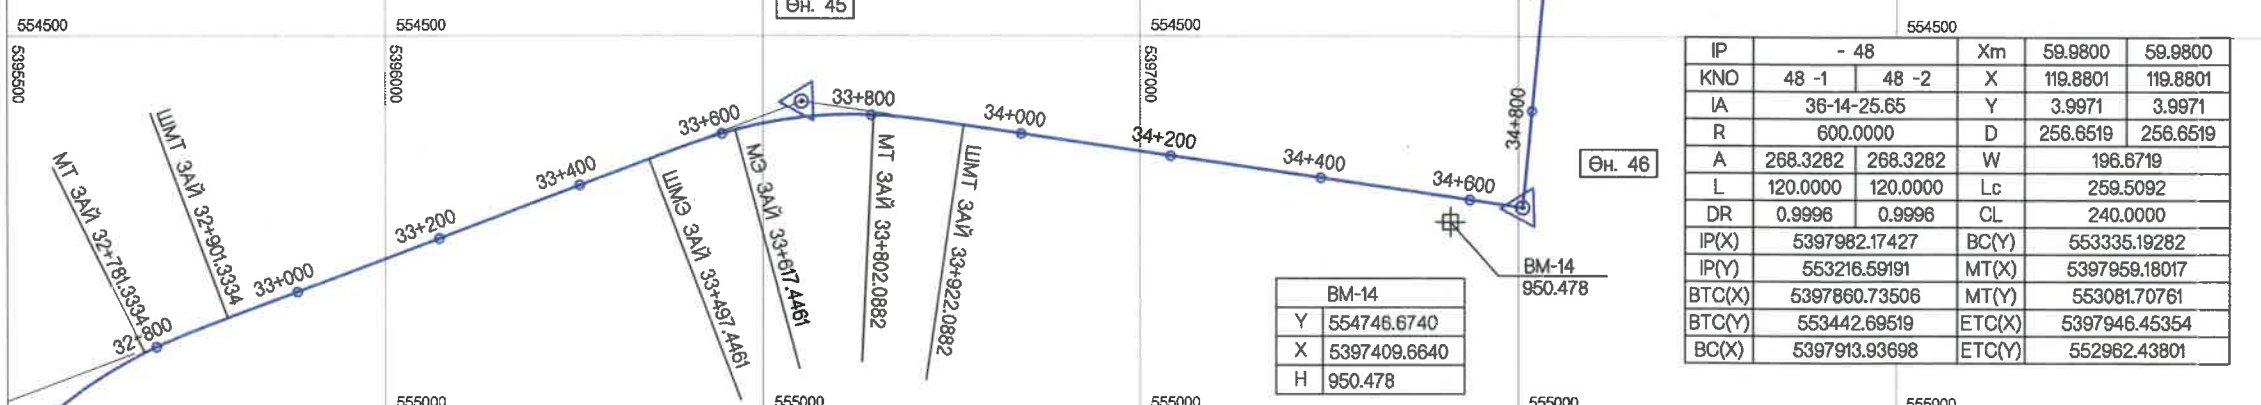 Өн. 45
554500
554500
554500
554500
5395500
5396000
5397000
МТ ЗАЙ 32+781.3334
ШМТ ЗАЙ 32+901.3334
32+800
33+000
33+200
33+400
33+600
33+800
34+000
34+200
34+400
34+600
34+800
ШМЭ ЗАЙ 33+497.4461
МЭ ЗАЙ 33+617.4461
МТ ЗАЙ 33+802.0882
ШМТ ЗАЙ 33+922.0882
Өн. 46
BM-14
950.478
BM-14
Y 554746.6740
X 5397409.6640
H 950.478
IP - 48 Xm 59.9800 59.9800
KNO 48 -1 48 -2 X 119.8801 119.8801
IA 36-14-25.65 Y 3.9971 3.9971
R 600.0000 D 256.6519 256.6519
A 268.3282 268.3282 W 196.6719
L 120.0000 120.0000 Lc 259.5092
DR 0.9996 0.9996 CL 240.0000
IP(X) 5397982.17427 BC(Y) 553335.19282
IP(Y) 553216.59191 MT(X) 5397959.18017
BTC(X) 5397860.73506 MT(Y) 553081.70761
BTC(Y) 553442.69519 ETC(X) 5397946.45354
BC(X) 5397913.93698 ETC(Y) 552962.43801
555000
555000
555000
555000
555000